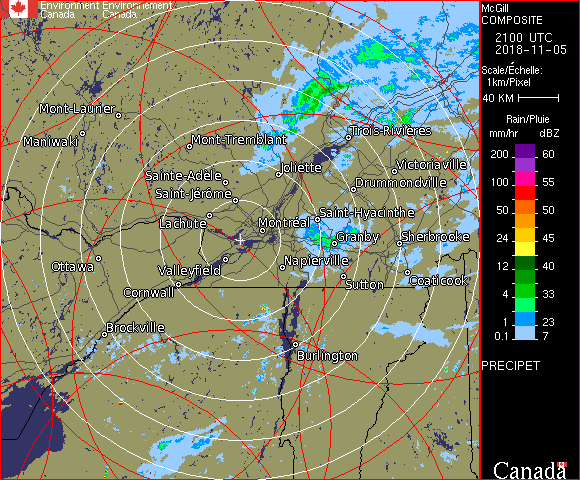 Environment Environnement
Canada Canada
McGill
COMPOSITE
2100 UTC
2018-11-05
Scale/Échelle:
1km/Pixel
40 KM
Rain/Pluie
mm/hr dBZ
200 60
100 55
50 50
24 45
12 40
4 33
1 23
0.1 7
PRECIPET
Canada
Mont-Laurier
Maniwaki
Mont-Tremblant
Trois-Rivières
Joliette
Victoriaville
Sainte-Adèle
Drummondville
Saint-Jérôme
Saint-Hyacinthe
Lachute
Montréal
Granby
Sherbrooke
Ottawa
Valleyfield
Napierville
Cornwall
Sutton
Coaticook
Brockville
Burlington